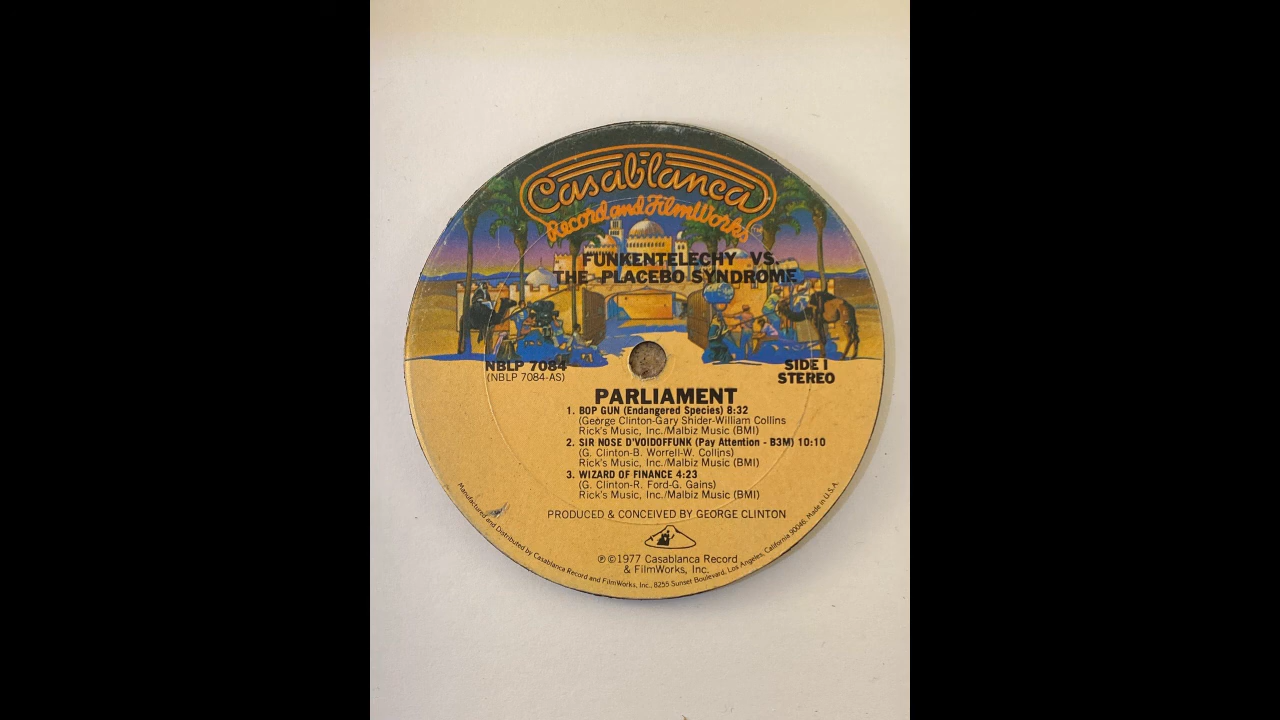 Casablanca
Record and FilmWorks
FUNKENTELECHY VS.
THE PLACEBO SYNDROME
NBLP 7084
(NBLP 7084-AS)
SIDE 1
STEREO
PARLIAMENT
1. BOP GUN (Endangered Species) 8:32
(George Clinton-Gary Shider-William Collins
Rick's Music, Inc./Malbiz Music (BMI)
2. SIR NOSE D'VOIDOFFUNK (Pay Attention - B3M) 10:10
(G. Clinton-B. Worrell-W. Collins)
Rick's Music, Inc./Malbiz Music (BMI)
3. WIZARD OF FINANCE 4:23
(G. Clinton-R. Ford-G. Gains)
Rick's Music, Inc./Malbiz Music (BMI)
PRODUCED & CONCEIVED BY GEORGE CLINTON
℗©1977 Casablanca Record
& FilmWorks, Inc.
Manufactured and Distributed by Casablanca Record and FilmWorks, Inc., 8255 Sunset Boulevard, Los Angeles, California 90046. Made in U.S.A.